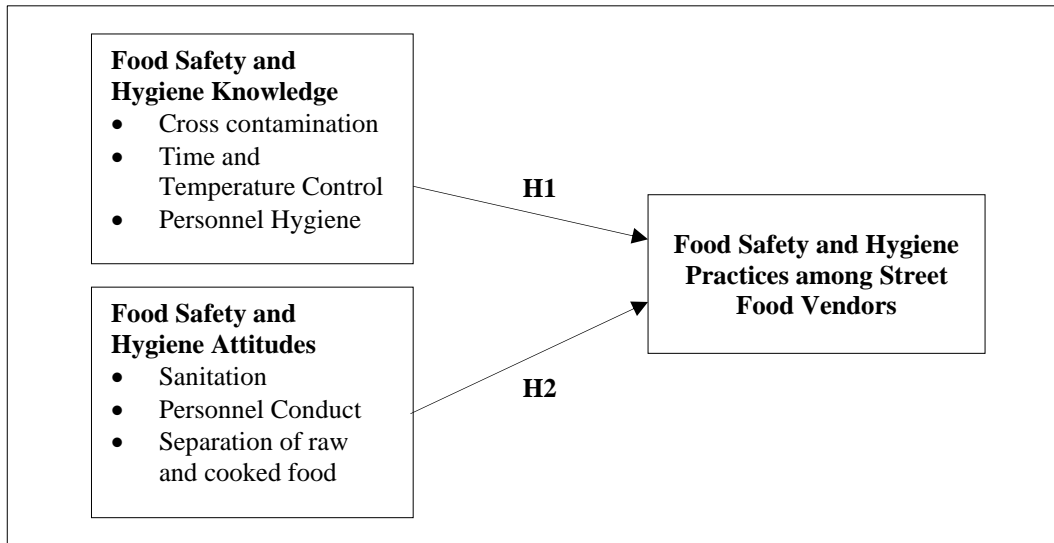 Food Safety and
Hygiene Knowledge
• Cross contamination
• Time and
Temperature Control
• Personnel Hygiene
H1
Food Safety and Hygiene
Practices among Street
Food Vendors
Food Safety and
Hygiene Attitudes
• Sanitation
• Personnel Conduct
• Separation of raw
and cooked food
H2